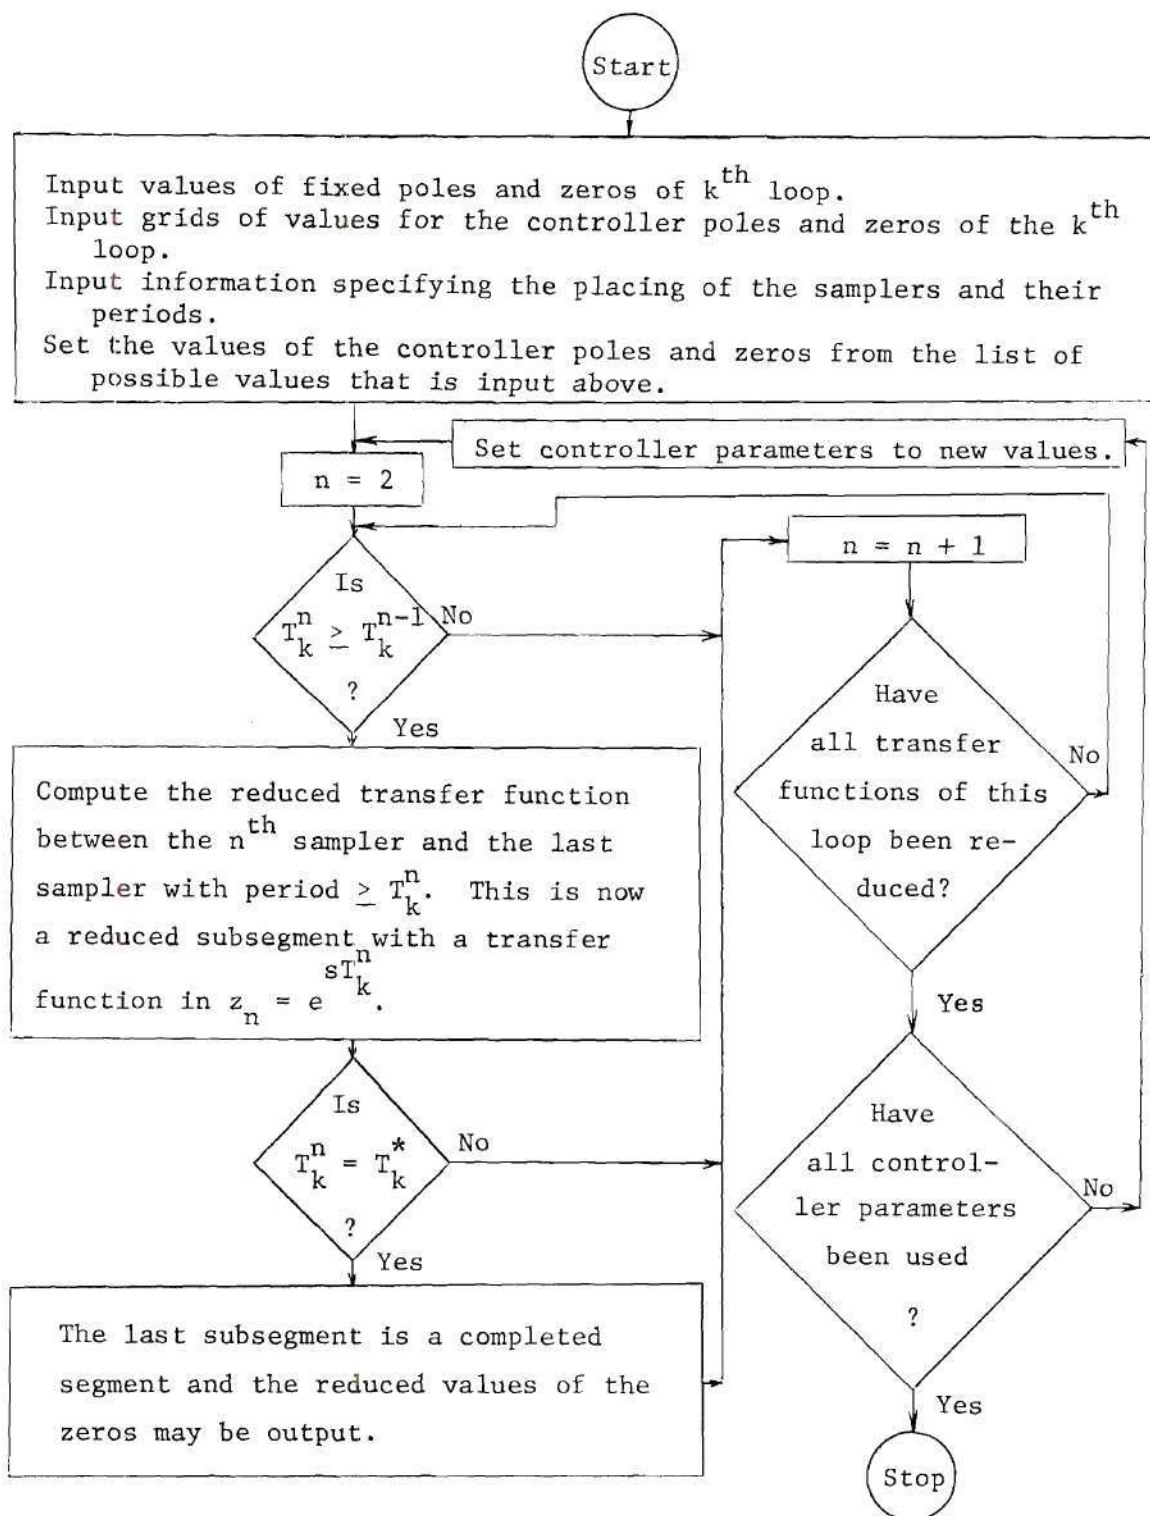 Start
Input values of fixed poles and zeros of k^th loop.
Input grids of values for the controller poles and zeros of the k^th
loop.
Input information specifying the placing of the samplers and their
periods.
Set the values of the controller poles and zeros from the list of
possible values that is input above.
Set controller parameters to new values.
n = 2
n = n + 1
Is
T_k^n ≥ T_k^{n-1}
?
No
Yes
Compute the reduced transfer function
between the n^th sampler and the last
sampler with period ≥ T_k^n. This is now
a reduced subsegment with a transfer
function in z_n = e^{sT_k^n}.
Is
T_k^n = T_k^*
?
No
Yes
The last subsegment is a completed
segment and the reduced values of the
zeros may be output.
Have
all transfer
functions of this
loop been re-
duced?
No
Yes
Have
all control-
ler parameters
been used
?
No
Yes
Stop